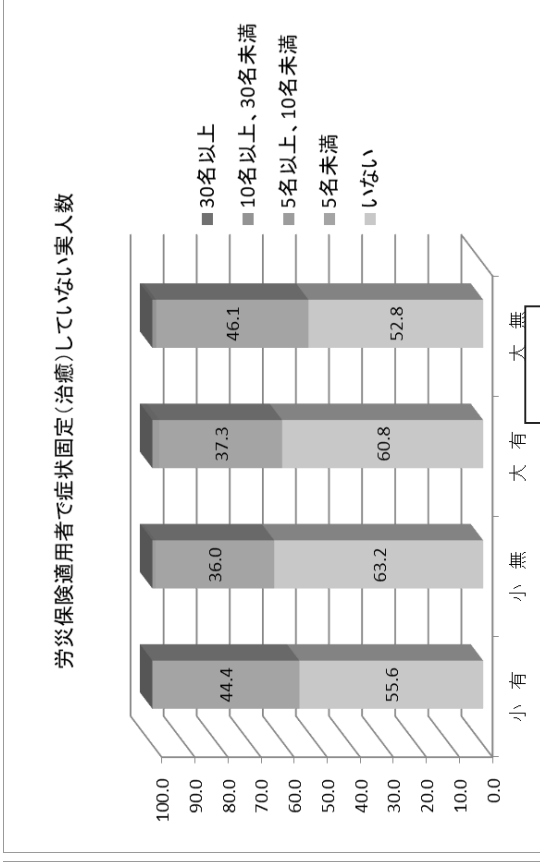 労災保険適用者で症状固定(治癒)していない実人数
100.0
90.0
80.0
70.0
60.0
50.0
40.0
30.0
20.0
10.0
0.0
44.4
55.6
36.0
63.2
37.3
60.8
46.1
52.8
小 有
小 無
大 有
大 無
■30名以上
■10名以上、30名未満
■5名以上、10名未満
■5名未満
■いない